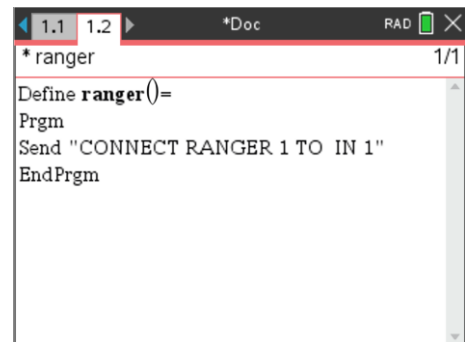 1.1 1.2 *Doc RAD
* ranger 1/1
Define ranger()=
Prgm
Send "CONNECT RANGER 1 TO  IN 1"
EndPrgm